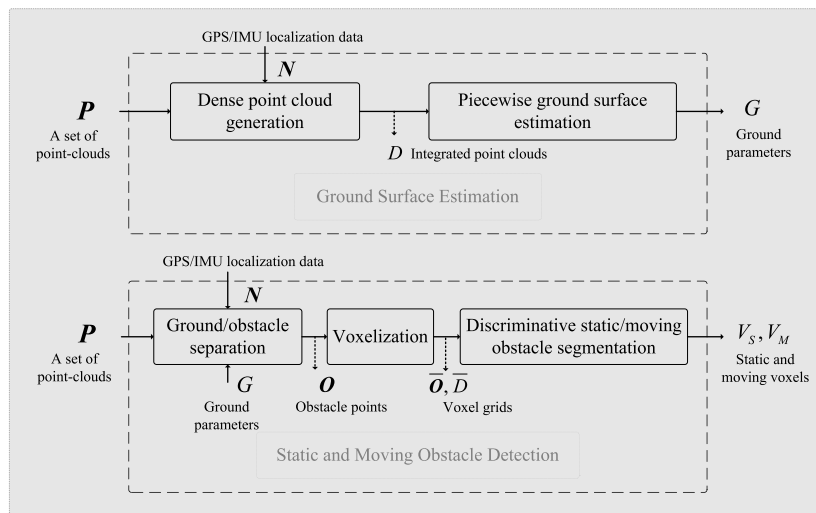 GPS/IMU localization data
N
P
A set of
point-clouds
Dense point cloud
generation
D Integrated point clouds
Piecewise ground surface
estimation
G
Ground
parameters
Ground Surface Estimation
GPS/IMU localization data
N
P
A set of
point-clouds
Ground/obstacle
separation
G
Ground
parameters
O
Obstacle points
Voxelization
O̅, D̅
Voxel grids
Discriminative static/moving
obstacle segmentation
V_S, V_M
Static and
moving voxels
Static and Moving Obstacle Detection